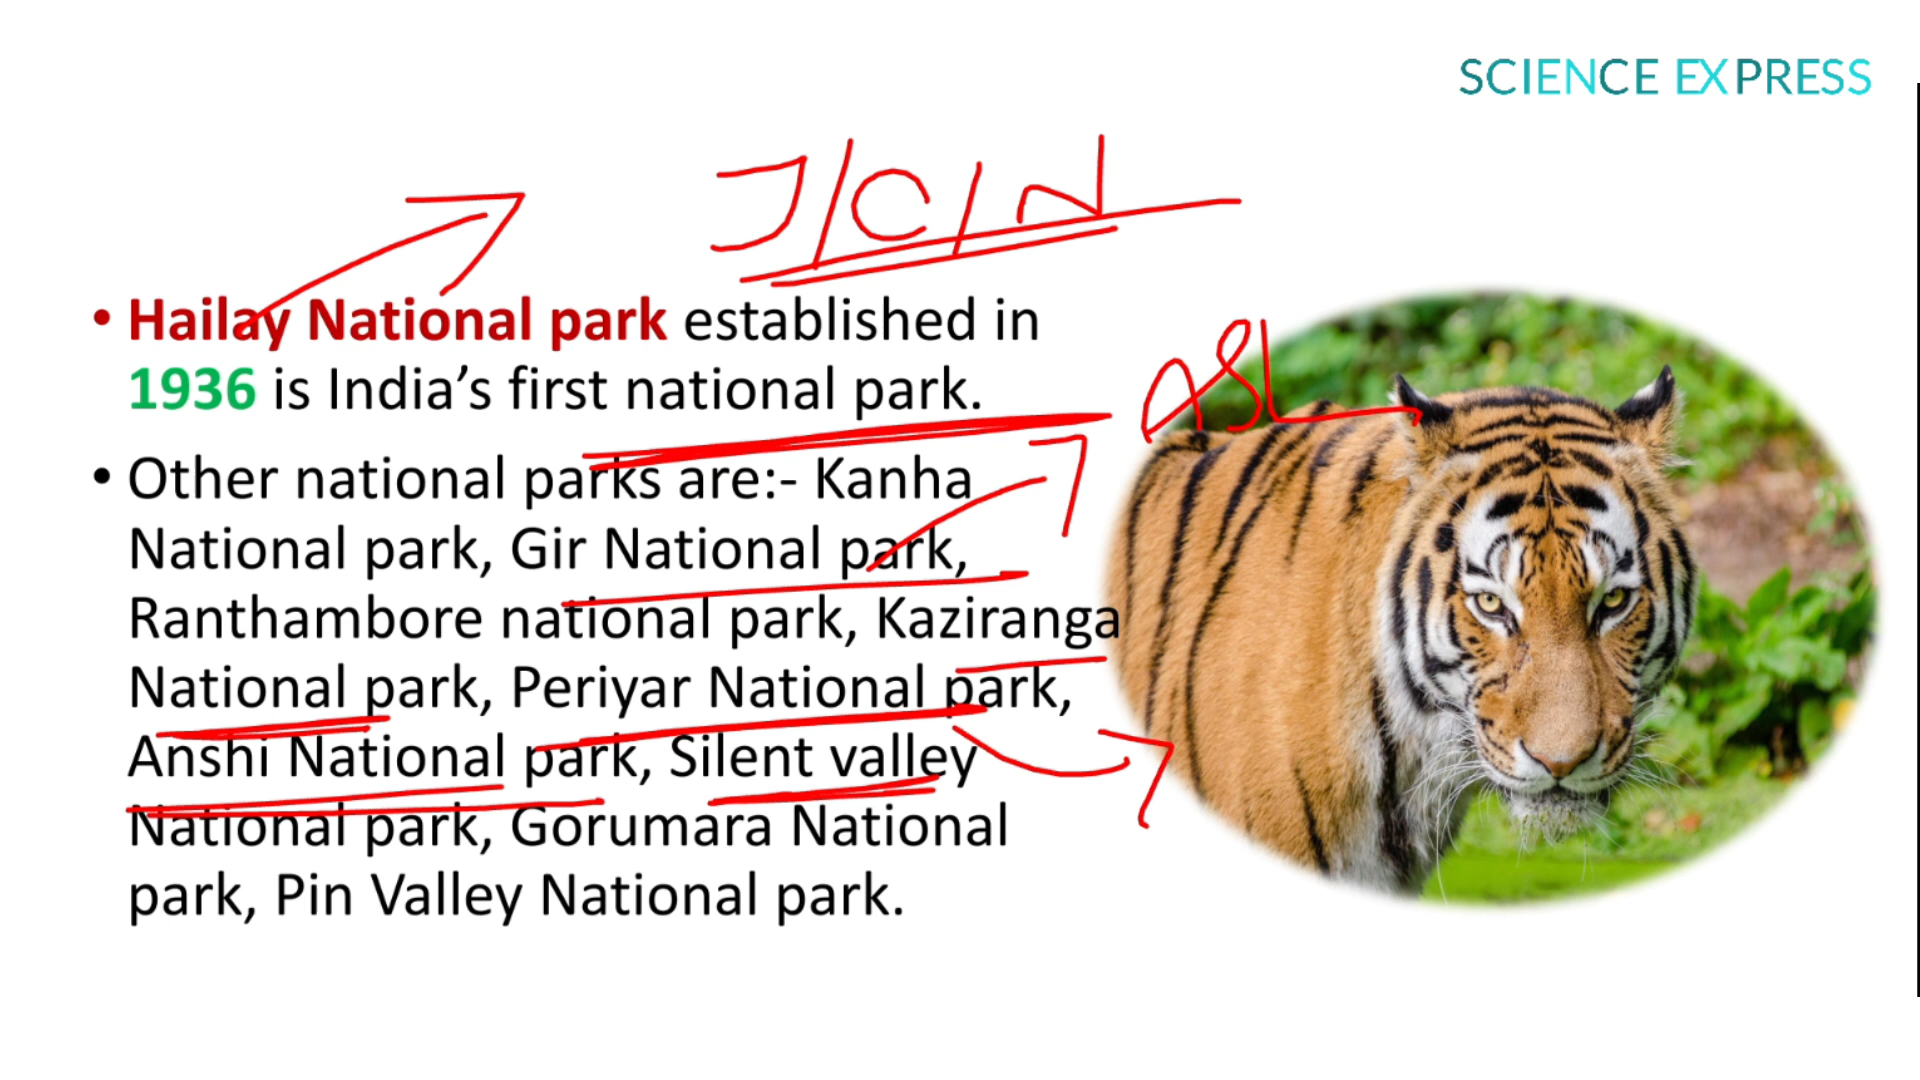 SCIENCE EXPRESS
J/C/N
• Hailay National park established in
1936 is India's first national park.
ASL
• Other national parks are:- Kanha
National park, Gir National park,
Ranthambore national park, Kaziranga
National park, Periyar National park,
Anshi National park, Silent valley
National park, Gorumara National
park, Pin Valley National park.